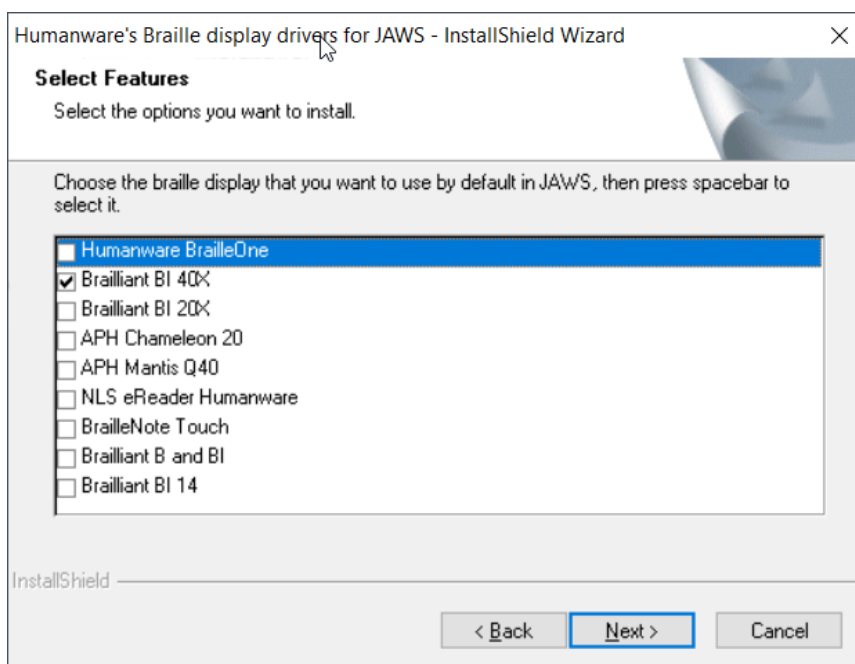 Humanware's Braille display drivers for JAWS - InstallShield Wizard
Select Features
Select the options you want to install.
Choose the braille display that you want to use by default in JAWS, then press spacebar to
select it.
Humanware BrailleOne
Brailliant BI 40X
Brailliant BI 20X
APH Chameleon 20
APH Mantis Q40
NLS eReader Humanware
BrailleNote Touch
Brailliant B and BI
Brailliant BI 14
InstallShield
< Back Next > Cancel